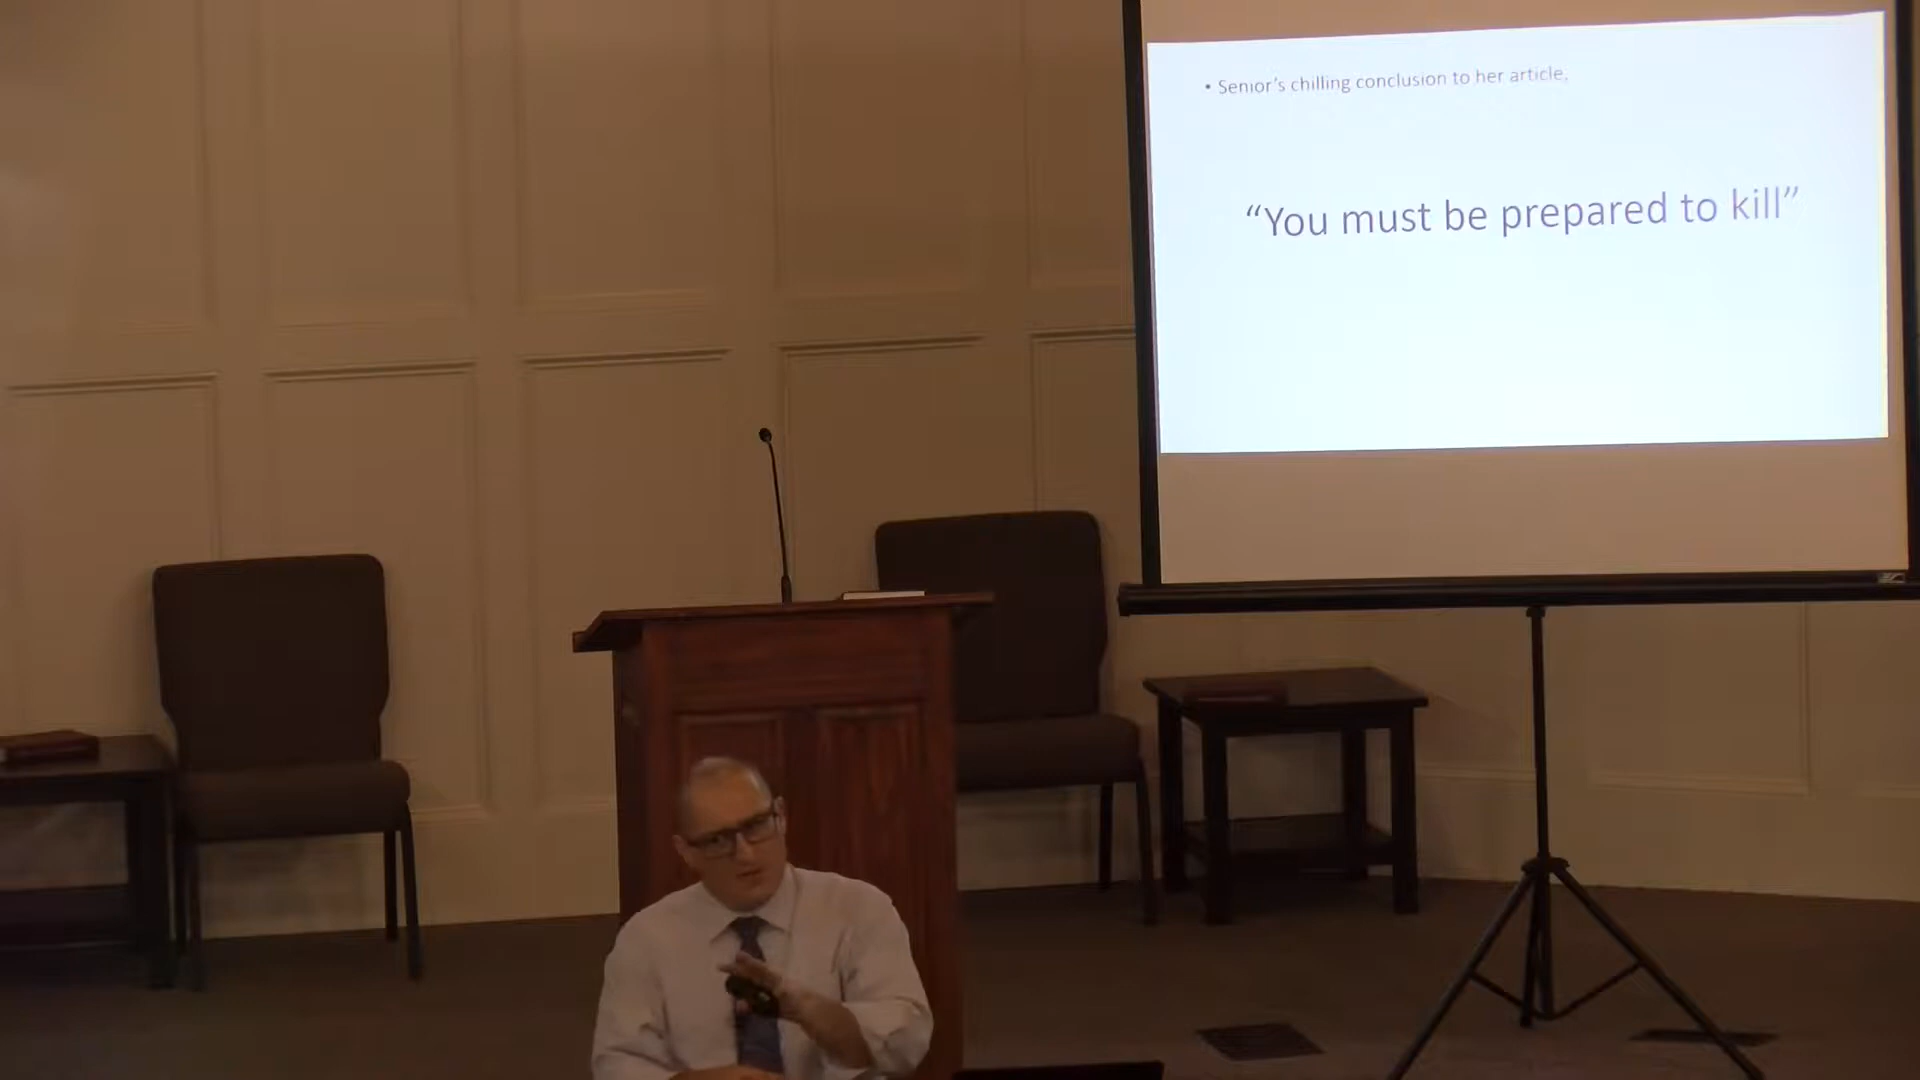 • Senior's chilling conclusion to her article.
“You must be prepared to kill”